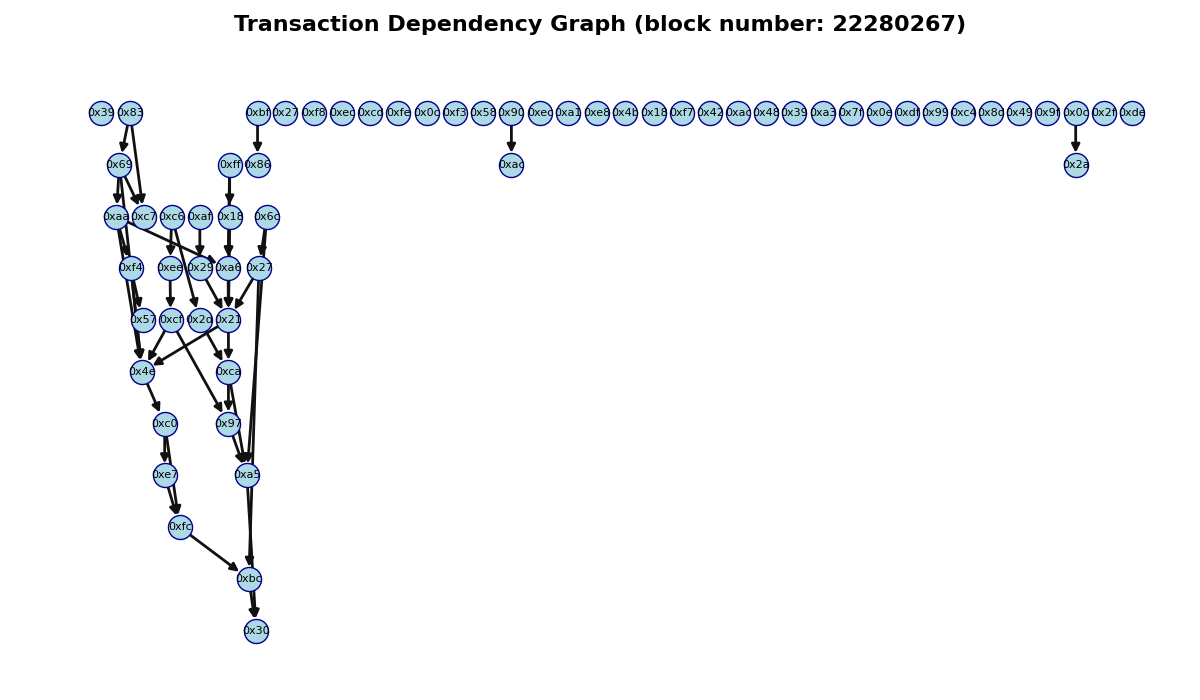 Transaction Dependency Graph (block number: 22280267)
0x39 0x83 0xbf 0x27 0xf8 0xec 0xcd 0xfe 0x0c 0xf3 0x58 0x90 0xec 0xa1 0xe8 0x4b 0x18 0xf7 0x42 0xac 0x48 0x39 0xa3 0x7f 0x0e 0xdf 0x99 0xc4 0x8d 0x49 0x9f 0x0c 0x2f 0xde
0x69 0xff 0x86 0xac 0x2a
0xaa 0xc7 0xc6 0xaf 0x18 0x6c
0xf4 0xee 0x29 0xa6 0x27
0x57 0xcf 0x2d 0x21
0x4e 0xca
0xc0 0x97
0xe7 0xa5
0xfc
0xbc
0x30